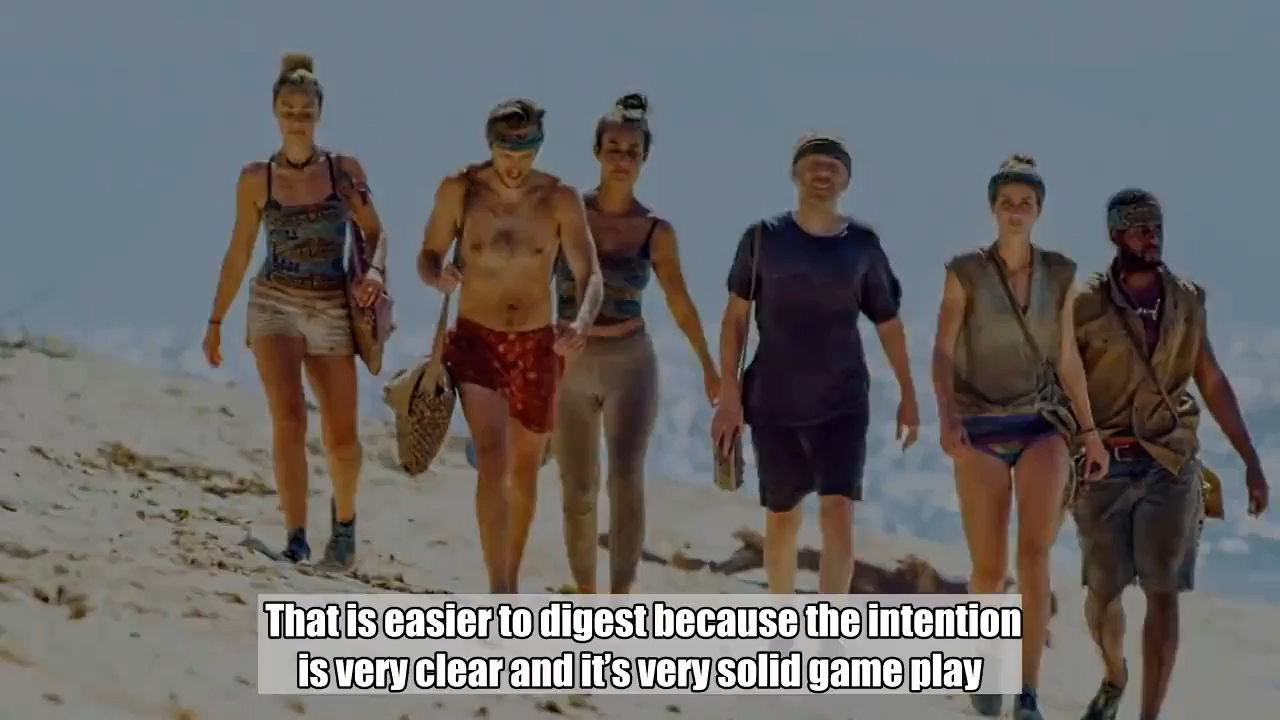 That is easier to digest because the intention
is very clear and it’s very solid game play